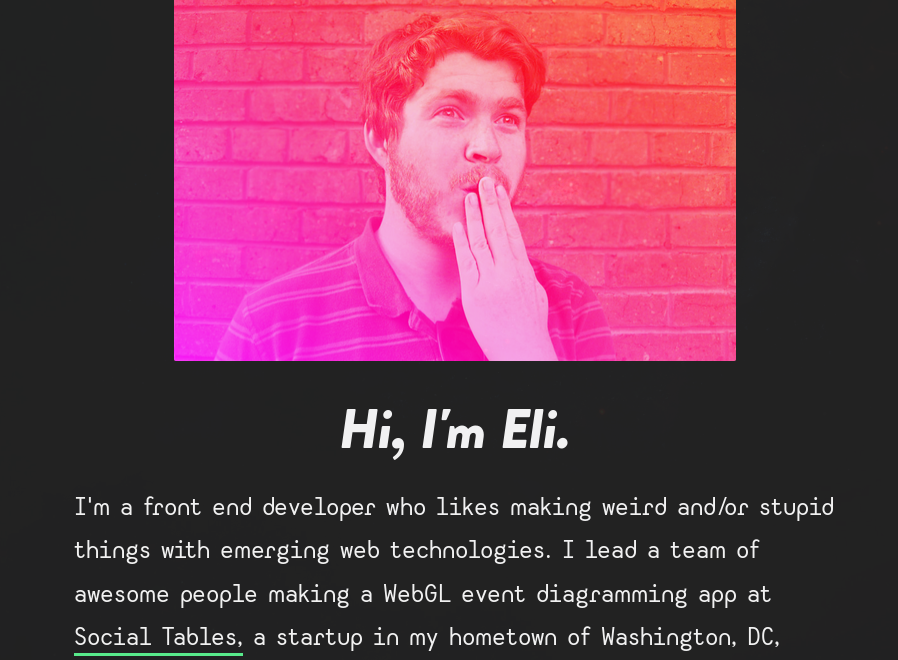 Hi, I'm Eli.
I'm a front end developer who likes making weird and/or stupid
things with emerging web technologies. I lead a team of
awesome people making a WebGL event diagramming app at
Social Tables, a startup in my hometown of Washington, DC,